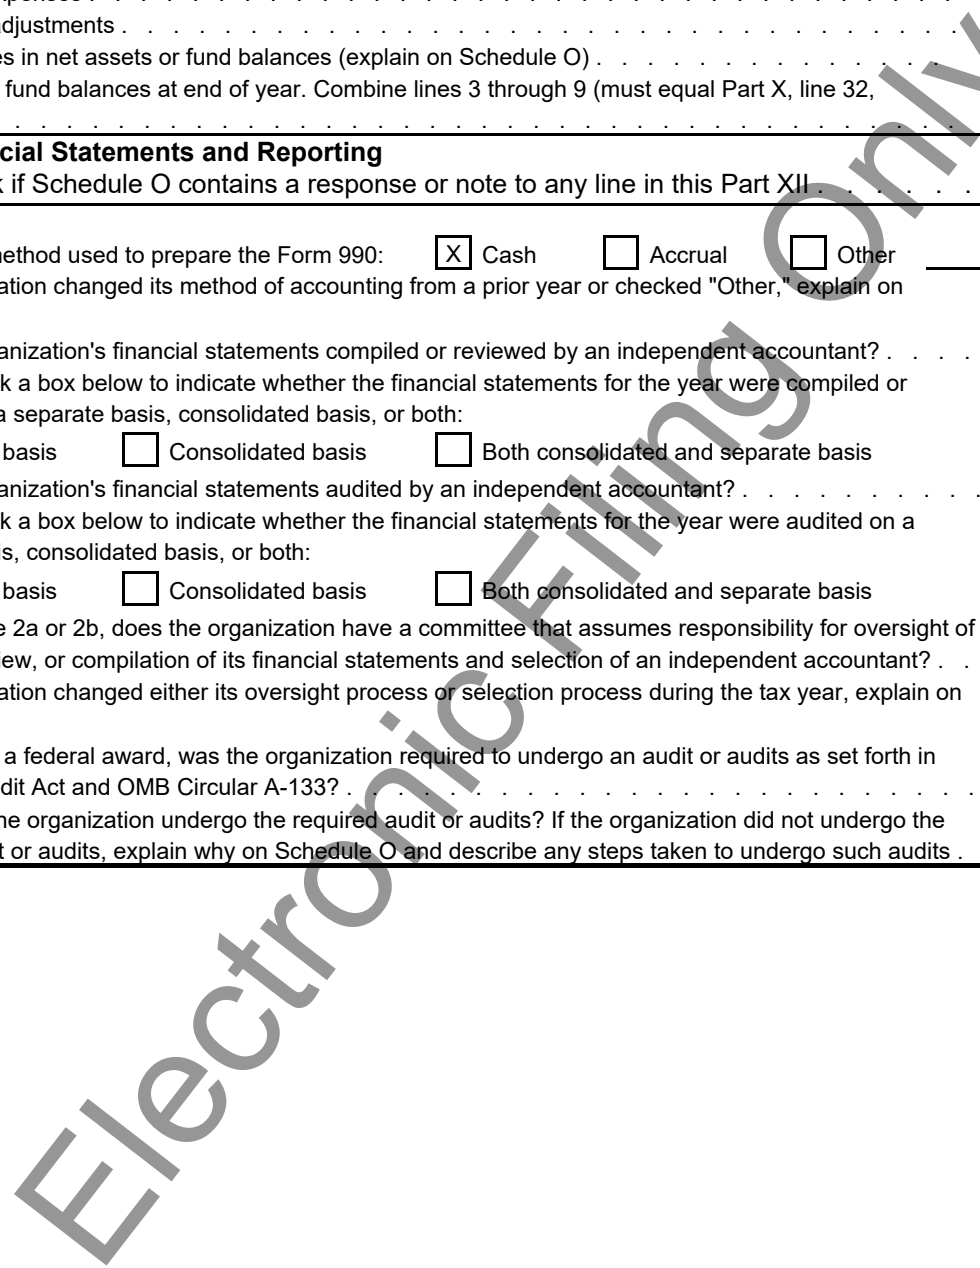 adjustments . . . . . . . . . . . . . . . . . . . . . . . . . . .
es in net assets or fund balances (explain on Schedule O) . . . . . . . . . . . .
fund balances at end of year. Combine lines 3 through 9 (must equal Part X, line 32,
. . . . . . . . . . . . . . . . . . . . . . . . . . . . . . . . . . . .
cial Statements and Reporting
k if Schedule O contains a response or note to any line in this Part XII . . . . . .
method used to prepare the Form 990: X Cash Accrual Other
ation changed its method of accounting from a prior year or checked "Other," explain on
anization's financial statements compiled or reviewed by an independent accountant? . . . .
k a box below to indicate whether the financial statements for the year were compiled or
a separate basis, consolidated basis, or both:
basis Consolidated basis Both consolidated and separate basis
anization's financial statements audited by an independent accountant? . . . . . . . . . .
k a box below to indicate whether the financial statements for the year were audited on a
is, consolidated basis, or both:
basis Consolidated basis Both consolidated and separate basis
e 2a or 2b, does the organization have a committee that assumes responsibility for oversight of
iew, or compilation of its financial statements and selection of an independent accountant? . .
ation changed either its oversight process or selection process during the tax year, explain on
a federal award, was the organization required to undergo an audit or audits as set forth in
dit Act and OMB Circular A-133? . . . . . . . . . . . . . . . . . . . .
he organization undergo the required audit or audits? If the organization did not undergo the
t or audits, explain why on Schedule O and describe any steps taken to undergo such audits .
Electronic Filing Only